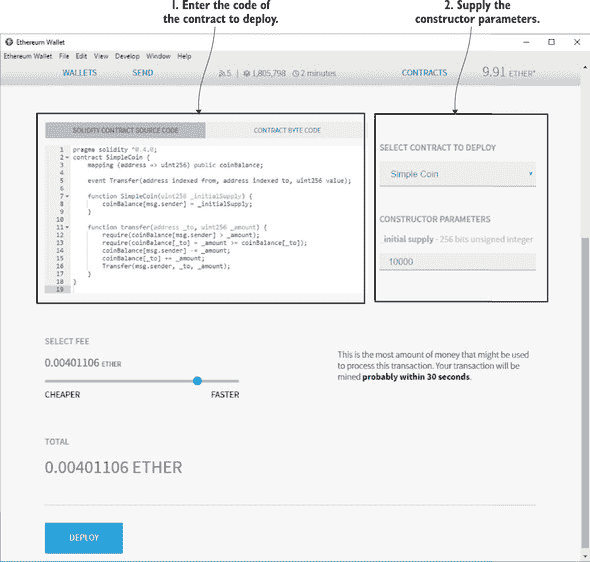 1. Enter the code of
the contract to deploy.
2. Supply the
constructor parameters.
Ethereum Wallet
Ethereum Wallet File Edit View Develop Window Help
WALLETS SEND 5 | 1,805,798 2 minutes CONTRACTS 9.91 ETHER*
SOLIDITY CONTRACT SOURCE CODE CONTRACT BYTE CODE
1 pragma solidity ^0.4.0;
2 contract SimpleCoin {
3 mapping (address => uint256) public coinBalance;
4
5 event Transfer(address indexed from, address indexed to, uint256 value);
6
7 function SimpleCoin(uint256 _initialSupply) {
8 coinBalance[msg.sender] = _initialSupply;
9 }
10
11 function transfer(address _to, uint256 _amount) {
12 require(coinBalance[msg.sender] > _amount);
13 require(coinBalance[_to] + _amount >= coinBalance[_to]);
14 coinBalance[msg.sender] -= _amount;
15 coinBalance[_to] += _amount;
16 Transfer(msg.sender, _to, _amount);
17 }
18 }
19
SELECT CONTRACT TO DEPLOY
Simple Coin
CONSTRUCTOR PARAMETERS
initial supply - 256 bits unsigned integer
10000
SELECT FEE
0.00401106 ETHER
CHEAPER FASTER
This is the most amount of money that might be used
to process this transaction. Your transaction will be
mined probably within 30 seconds.
TOTAL
0.00401106 ETHER
DEPLOY